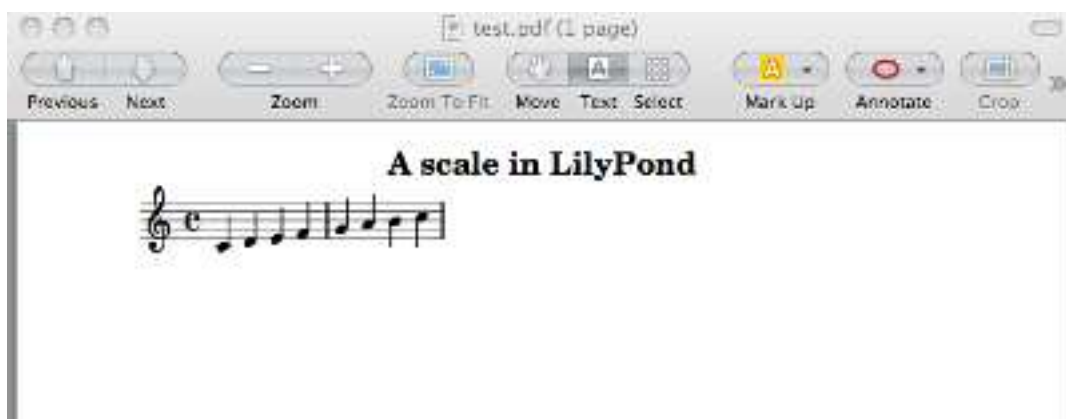 test.pdf (1 page)
Previous Next Zoom Zoom To Fit Move Text Select Mark Up Annotate Crop
A scale in LilyPond